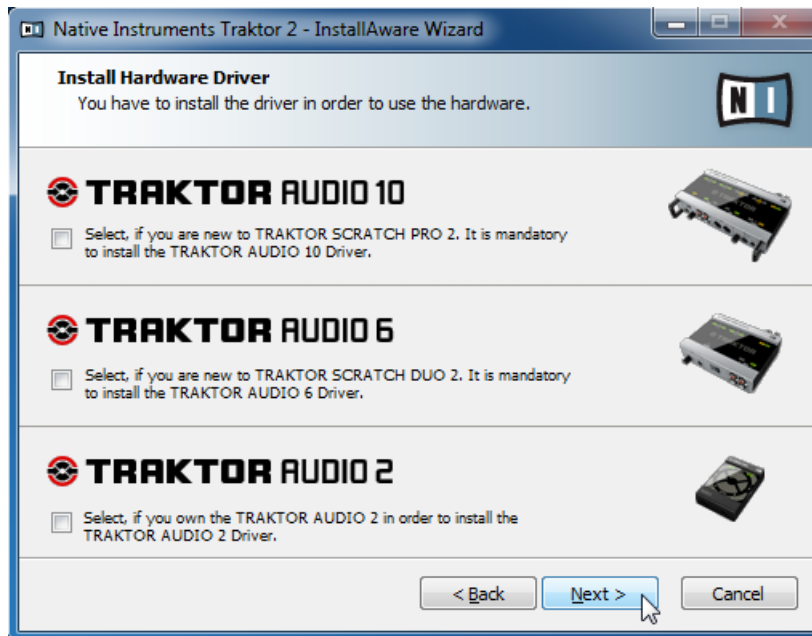 Native Instruments Traktor 2 - InstallAware Wizard
Install Hardware Driver
You have to install the driver in order to use the hardware.
NI
TRAKTOR AUDIO 10
Select, if you are new to TRAKTOR SCRATCH PRO 2. It is mandatory
to install the TRAKTOR AUDIO 10 Driver.
TRAKTOR AUDIO 6
Select, if you are new to TRAKTOR SCRATCH DUO 2. It is mandatory
to install the TRAKTOR AUDIO 6 Driver.
TRAKTOR AUDIO 2
Select, if you own the TRAKTOR AUDIO 2 in order to install the
TRAKTOR AUDIO 2 Driver.
< Back Next > Cancel